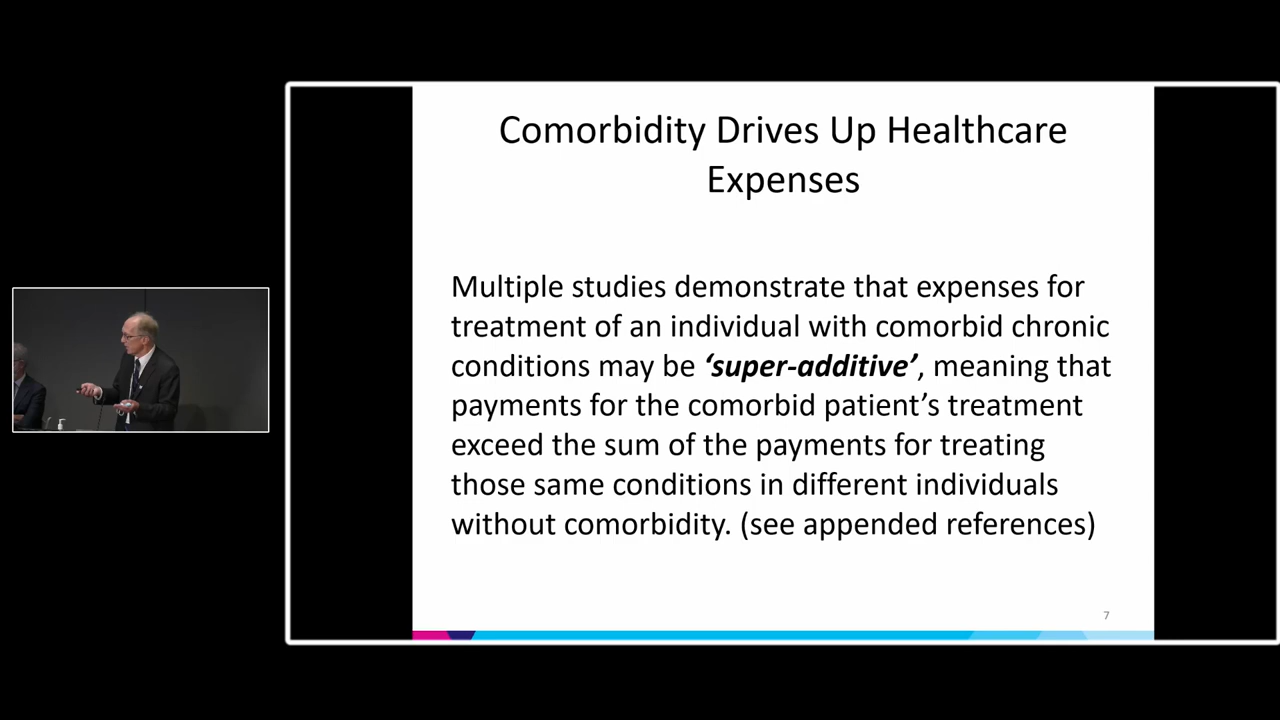 Comorbidity Drives Up Healthcare
Expenses
Multiple studies demonstrate that expenses for
treatment of an individual with comorbid chronic
conditions may be ‘super-additive’, meaning that
payments for the comorbid patient’s treatment
exceed the sum of the payments for treating
those same conditions in different individuals
without comorbidity. (see appended references)
7